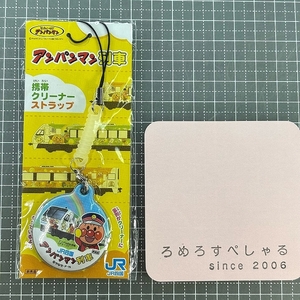 アンパンマン
アンパンマン列車
携帯
クリーナー
ストラップ
JR四国
アンパンマン
列車
JR
ろめろすぺしゃる
since 2006